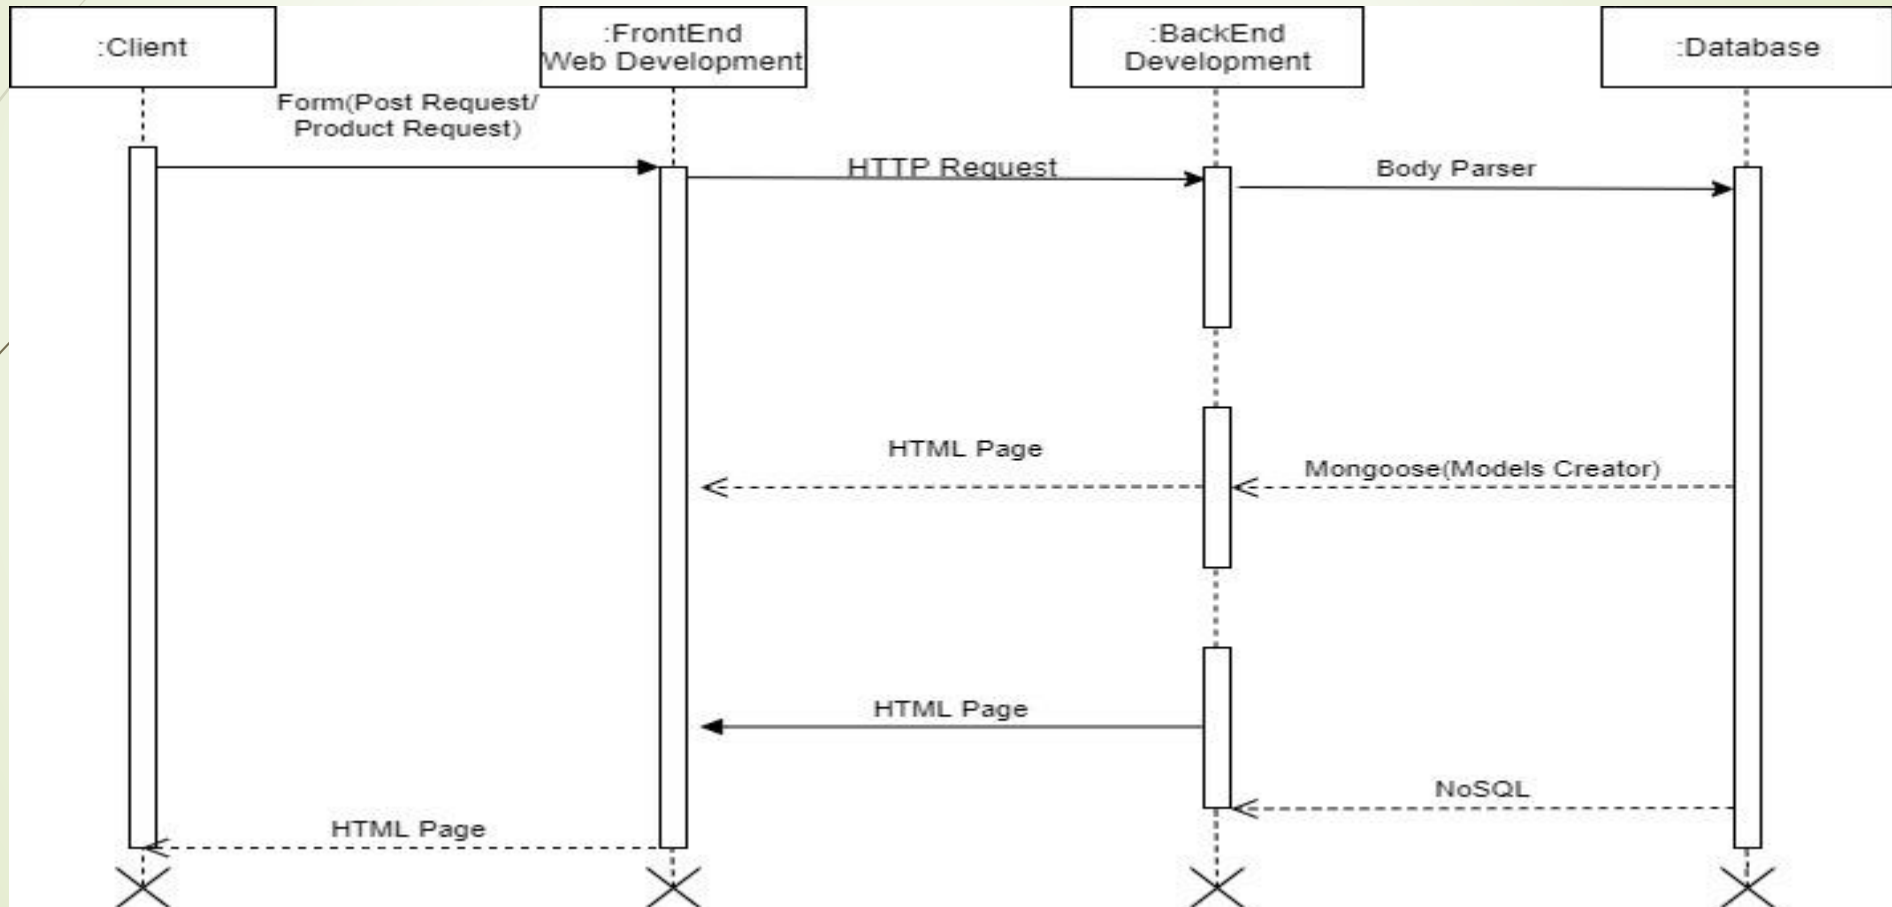 :Client
:FrontEnd
Web Development
:BackEnd
Development
:Database
Form(Post Request/
Product Request)
HTTP Request
Body Parser
HTML Page
Mongoose(Models Creator)
HTML Page
NoSQL
HTML Page